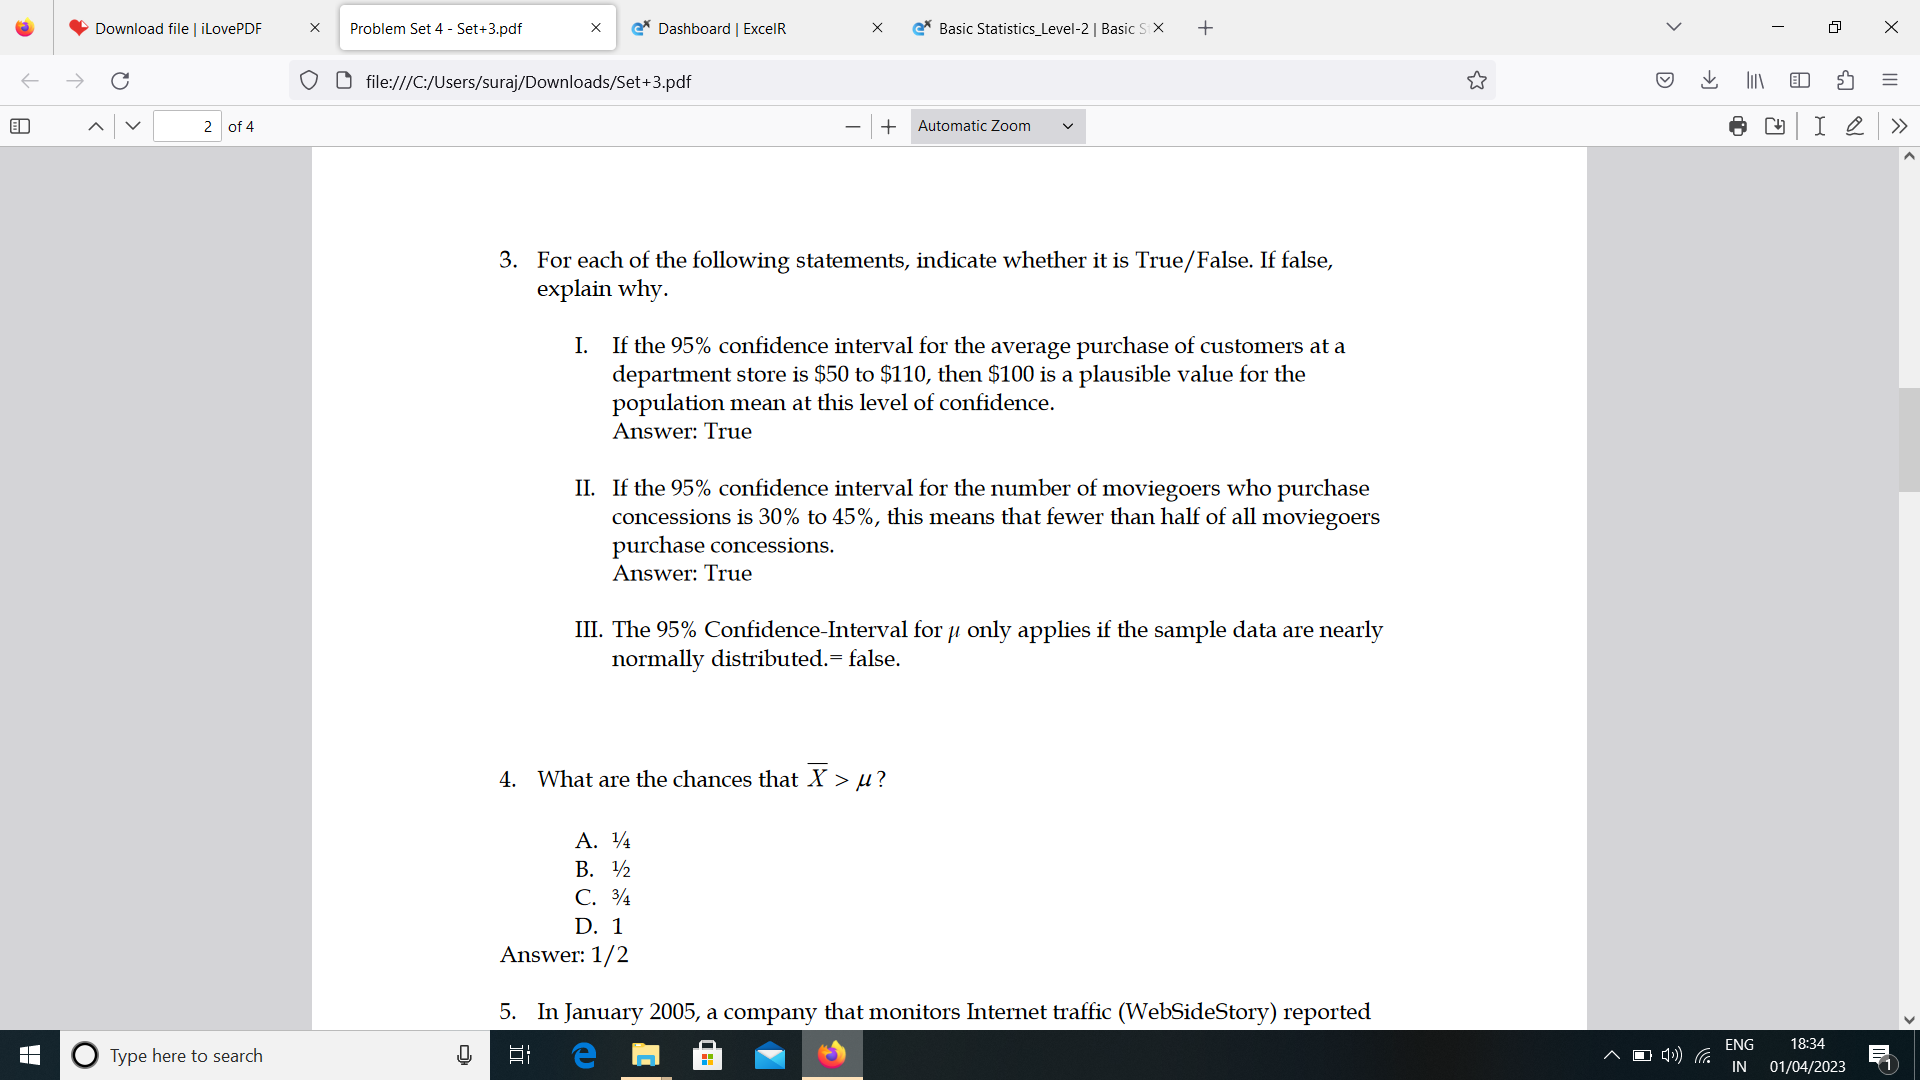 Download file | iLovePDF
Problem Set 4 - Set+3.pdf
Dashboard | ExcelR
Basic Statistics_Level-2 | Basic S
file:///C:/Users/suraj/Downloads/Set+3.pdf
2 of 4
Automatic Zoom
3. For each of the following statements, indicate whether it is True/False. If false,
explain why.
I. If the 95% confidence interval for the average purchase of customers at a
department store is $50 to $110, then $100 is a plausible value for the
population mean at this level of confidence.
Answer: True
II. If the 95% confidence interval for the number of moviegoers who purchase
concessions is 30% to 45%, this means that fewer than half of all moviegoers
purchase concessions.
Answer: True
III. The 95% Confidence-Interval for μ only applies if the sample data are nearly
normally distributed.= false.
4. What are the chances that X̅ > μ?
A. ¼
B. ½
C. ¾
D. 1
Answer: 1/2
5. In January 2005, a company that monitors Internet traffic (WebSideStory) reported
Type here to search
ENG
IN
18:34
01/04/2023
1